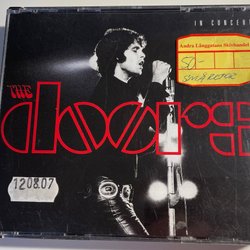 IN CONCERT
Andra Långgatans Skivhandel
50:-
THE
DOORS
120807